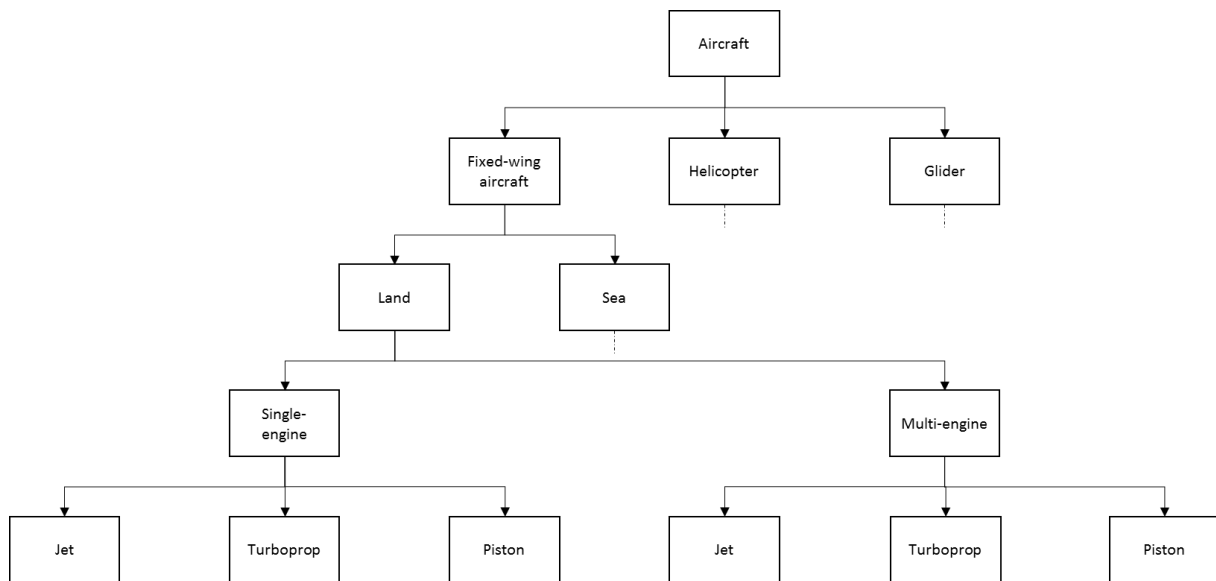 Aircraft
Fixed-wing
aircraft
Helicopter
Glider
Land
Sea
Single-
engine
Multi-engine
Jet
Turboprop
Piston
Jet
Turboprop
Piston